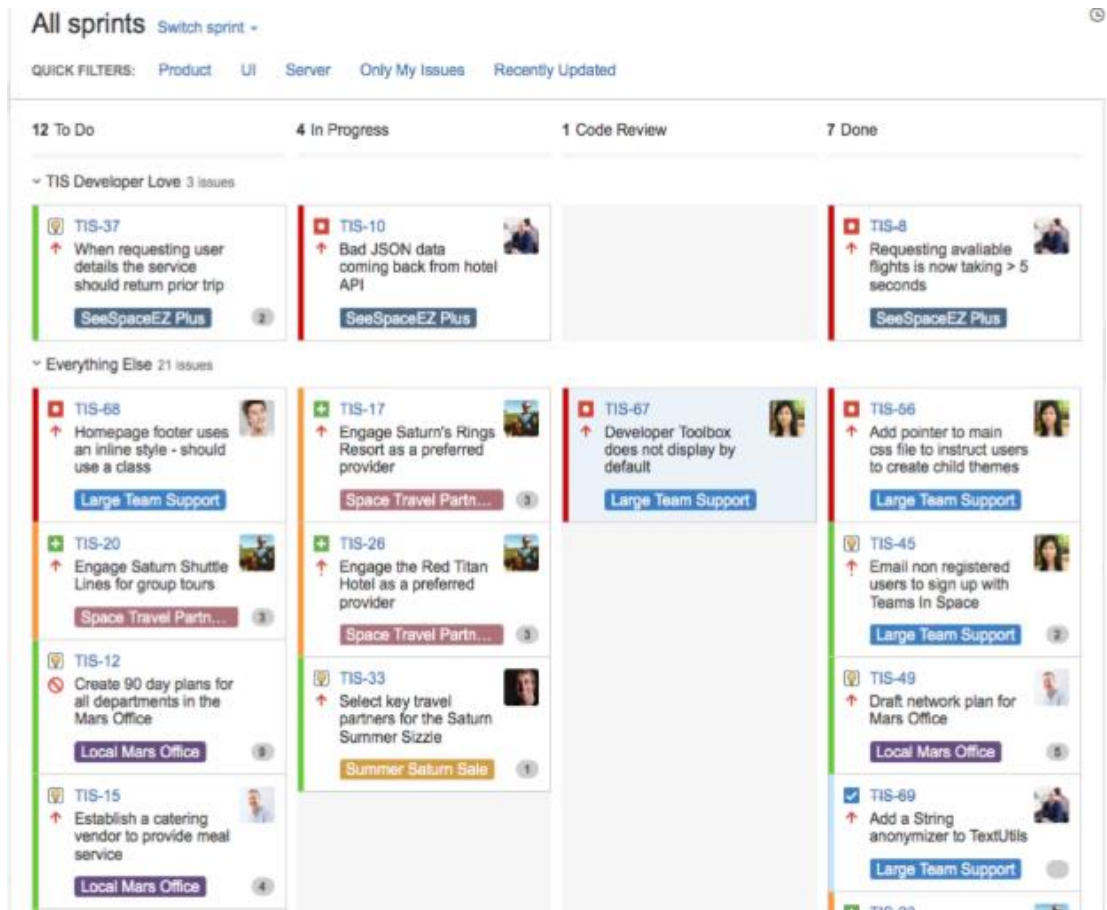 All sprints Switch sprint
QUICK FILTERS: Product UI Server Only My Issues Recently Updated
12 To Do 4 In Progress 1 Code Review 7 Done
TIS Developer Love 3 issues
TIS-37
When requesting user
details the service
should return prior trip
SeeSpaceEZ Plus 2
TIS-10
Bad JSON data
coming back from hotel
API
SeeSpaceEZ Plus
TIS-8
Requesting avaliable
flights is now taking > 5
seconds
SeeSpaceEZ Plus
Everything Else 21 issues
TIS-68
Homepage footer uses
an inline style - should
use a class
Large Team Support
TIS-20
Engage Saturn Shuttle
Lines for group tours
Space Travel Partn... 3
TIS-12
Create 90 day plans for
all departments in the
Mars Office
Local Mars Office 9
TIS-15
Establish a catering
vendor to provide meal
service
Local Mars Office 4
TIS-17
Engage Saturn's Rings
Resort as a preferred
provider
Space Travel Partn... 3
TIS-26
Engage the Red Titan
Hotel as a preferred
provider
Space Travel Partn... 3
TIS-33
Select key travel
partners for the Saturn
Summer Sizzle
Summer Saturn Sale 1
TIS-67
Developer Toolbox
does not display by
default
Large Team Support
TIS-56
Add pointer to main
css file to instruct users
to create child themes
Large Team Support
TIS-45
Email non registered
users to sign up with
Teams In Space
Large Team Support 2
TIS-49
Draft network plan for
Mars Office
Local Mars Office 5
TIS-69
Add a String
anonymizer to TextUtils
Large Team Support